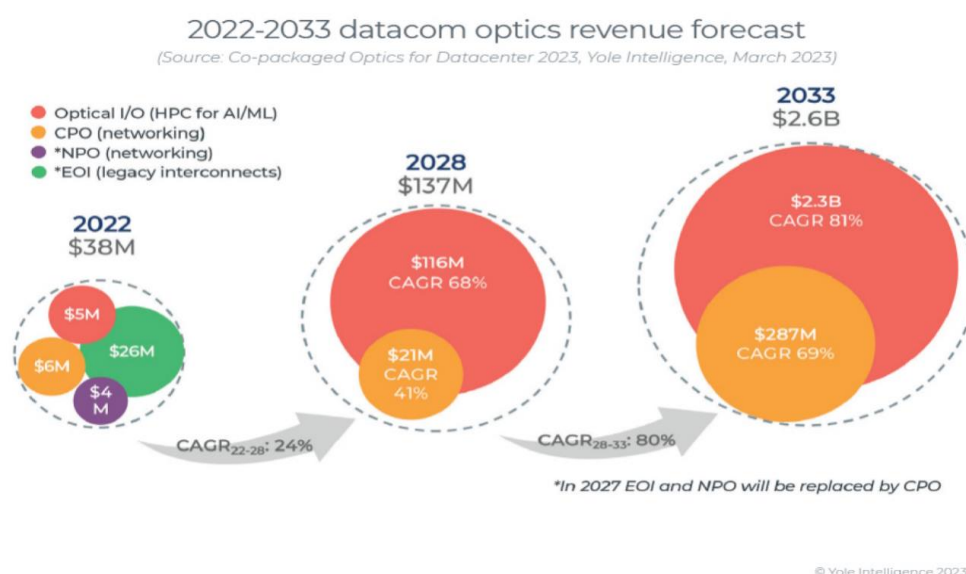 2022-2033 datacom optics revenue forecast
(Source: Co-packaged Optics for Datacenter 2023, Yole Intelligence, March 2023)
Optical I/O (HPC for AI/ML)
CPO (networking)
*NPO (networking)
*EOI (legacy interconnects)
2022
$38M
$5M
$6M
$26M
$4
M
2028
$137M
$116M
CAGR 68%
$21M
CAGR
41%
2033
$2.6B
$2.3B
CAGR 81%
$287M
CAGR 69%
CAGR22-28: 24%
CAGR28-33: 80%
*In 2027 EOI and NPO will be replaced by CPO
© Yole Intelligence 2023